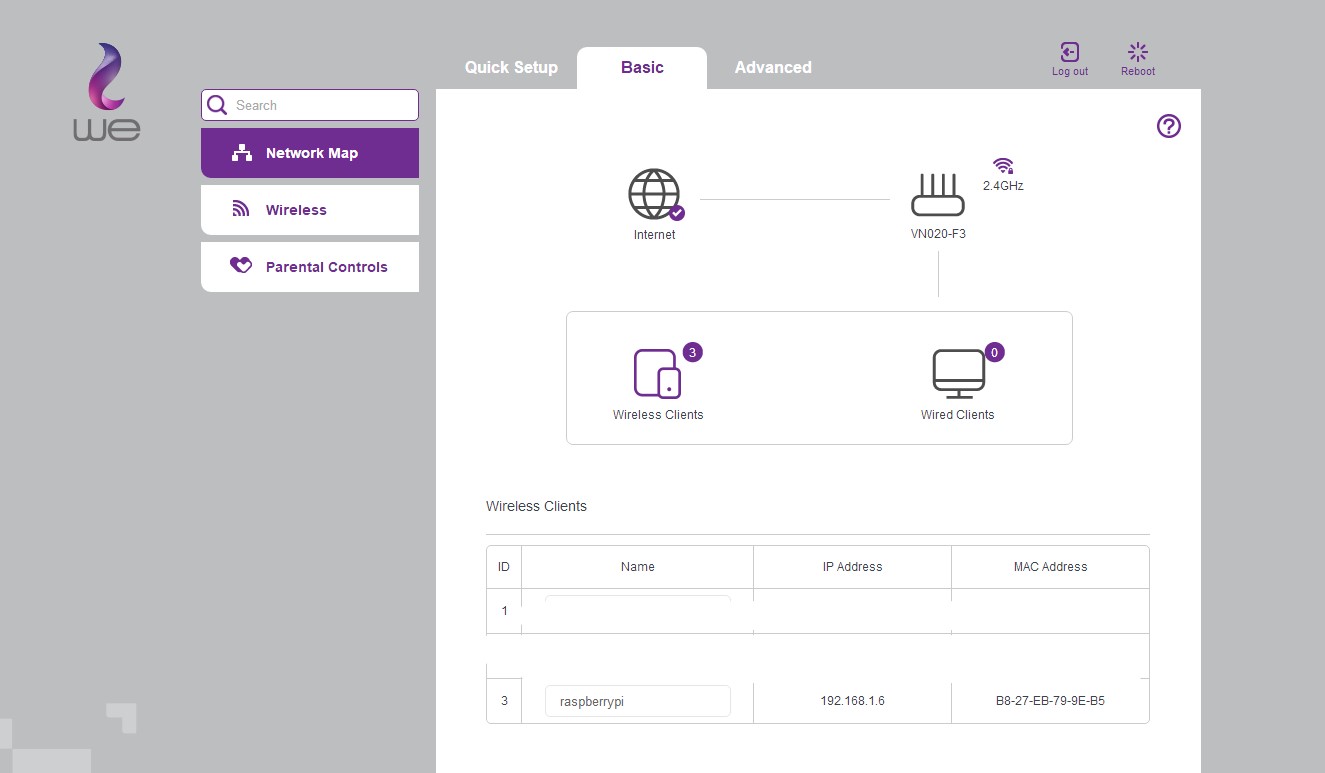 we
Quick Setup
Basic
Advanced
Log out
Reboot
Search
Network Map
Wireless
Parental Controls
2.4GHz
Internet
VN020-F3
3
0
Wireless Clients
Wired Clients
Wireless Clients
ID Name IP Address MAC Address
1
3 raspberrypi 192.168.1.6 B8-27-EB-79-9E-B5